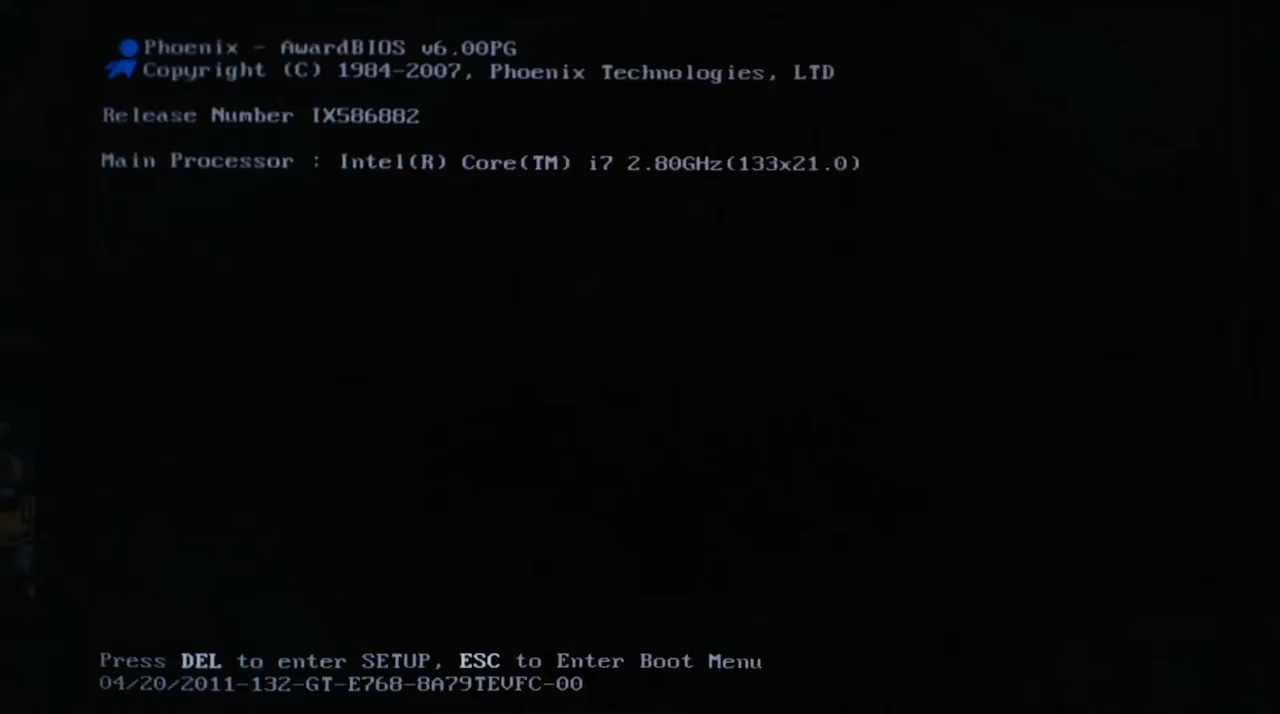 Phoenix - AwardBIOS v6.00PG
Copyright (C) 1984-2007, Phoenix Technologies, LTD
Release Number IX586882
Main Processor : Intel(R) Core(TM) i7 2.80GHz(133x21.0)
Press DEL to enter SETUP, ESC to Enter Boot Menu
04/20/2011-132-GT-E768-8A79TEVFC-00